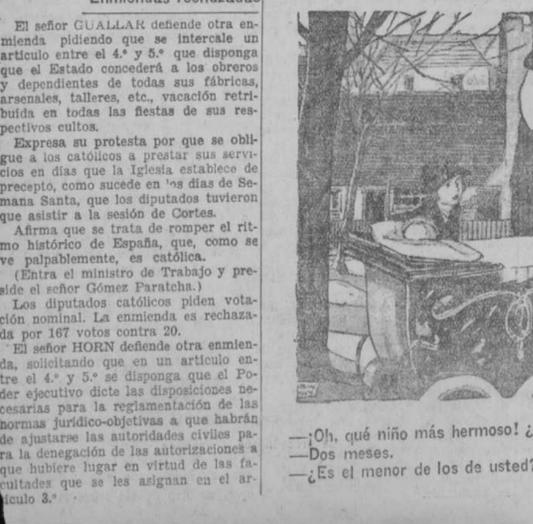 Enmiendas rechazadas
El señor GUALLAR defiende otra en-
mienda pidiendo que se intercale un
artículo entre el 4.º y 5.º que disponga
que el Estado concederá a los obreros
y dependientes de todas sus fábricas,
arsenales, talleres, etc., vacación retri-
buída en todas las fiestas de sus res-
pectivos cultos.
Expresa su protesta por que se obli-
gue a los católicos a prestar sus servi-
cios en días que la Iglesia establece de
precepto, como sucede en los días de Se-
mana Santa, que los diputados tuvieron
que asistir a la sesión de Cortes.
Afirma que se trata de romper el rit-
mo histórico de España, que, como se
ve palpablemente, es católica.
(Entra el ministro de Trabajo y pre-
side el señor Gómez Paratcha.)
Los diputados católicos piden vota-
ción nominal. La enmienda es rechaza-
da por 167 votos contra 20.
El señor HORN defiende otra enmien-
da, solicitando que en un artículo en-
tre el 4.º y 5.º se disponga que el Po-
der ejecutivo dicte las disposiciones ne-
cesarias para la reglamentación de las
normas jurídico-objetivas a que habrán
de ajustarse las autoridades civiles pa-
ra la denegación de las autorizaciones a
que hubiere lugar en virtud de las fa-
cultades que se les asignan en el ar-
ículo 3.º
—¡Oh, qué niño más hermoso! ¿
—Dos meses.
—¿Es el menor de los de usted?